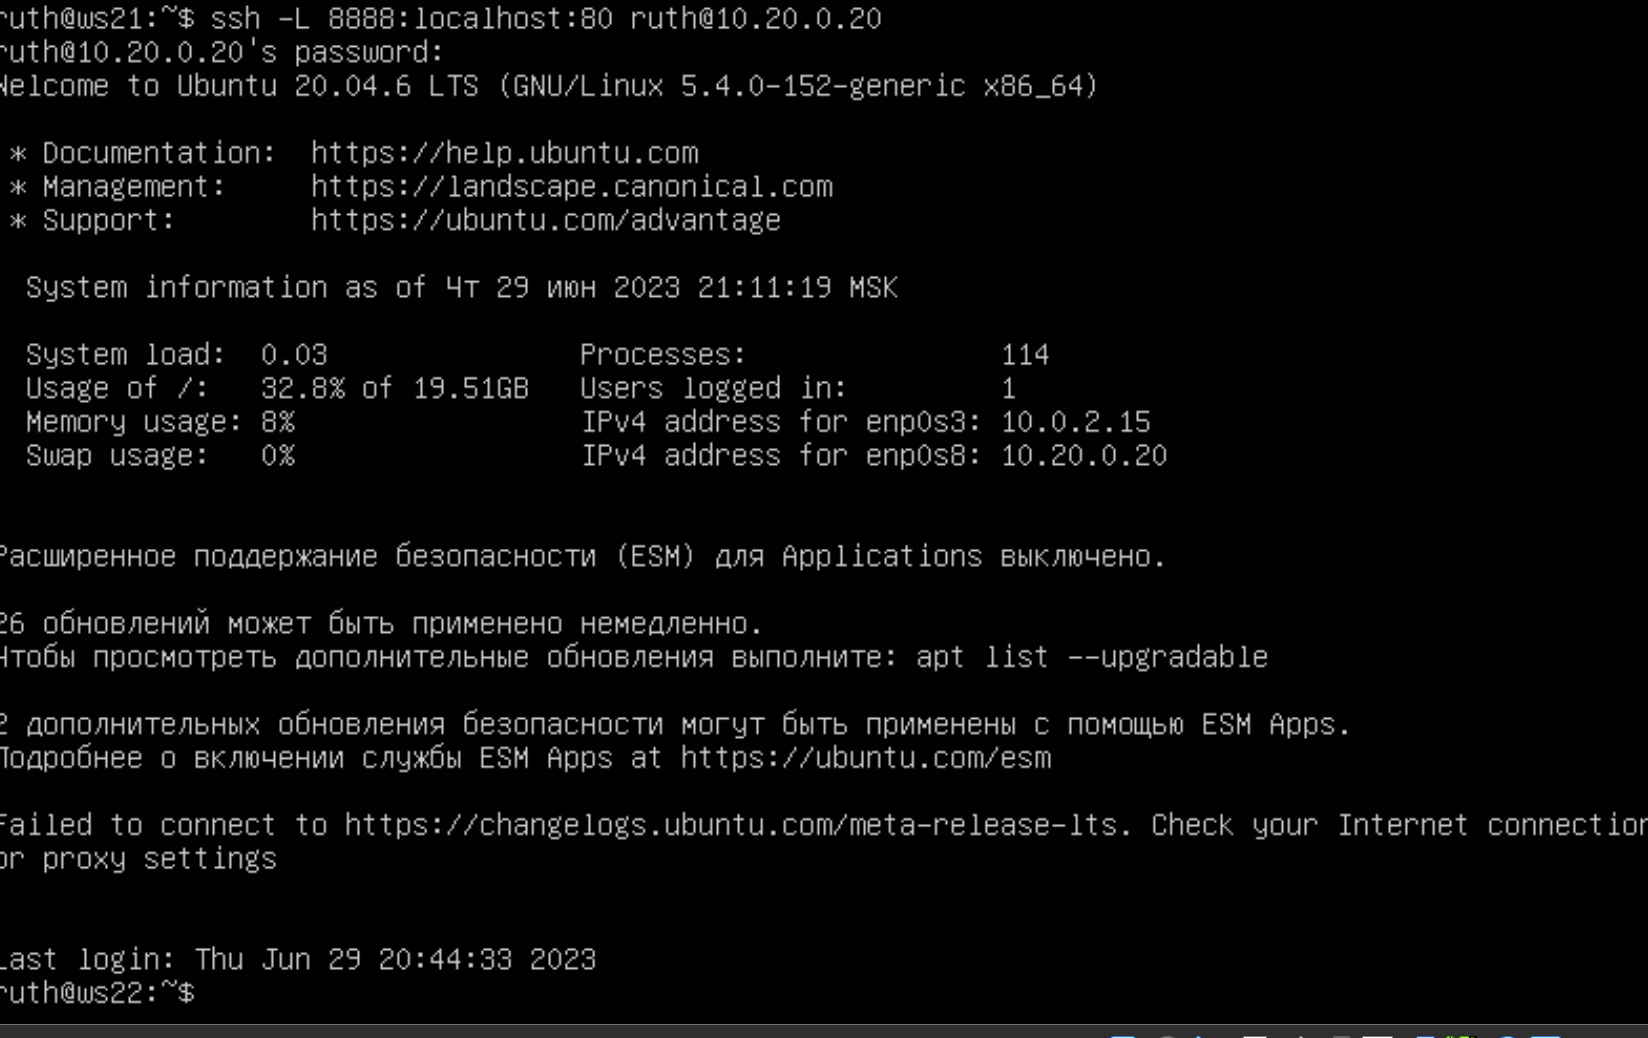 ruth@ws21:~$ ssh -L 8888:localhost:80 ruth@10.20.0.20
ruth@10.20.0.20's password:
Welcome to Ubuntu 20.04.6 LTS (GNU/Linux 5.4.0-152-generic x86_64)
* Documentation:  https://help.ubuntu.com
* Management:     https://landscape.canonical.com
* Support:        https://ubuntu.com/advantage
System information as of Чт 29 июн 2023 21:11:19 MSK
System load:  0.03               Processes:               114
Usage of /:   32.8% of 19.51GB   Users logged in:         1
Memory usage: 8%                 IPv4 address for enp0s3: 10.0.2.15
Swap usage:   0%                 IPv4 address for enp0s8: 10.20.0.20
Расширенное поддержание безопасности (ESM) для Applications выключено.
26 обновлений может быть применено немедленно.
Чтобы просмотреть дополнительные обновления выполните: apt list --upgradable
2 дополнительных обновления безопасности могут быть применены с помощью ESM Apps.
Подробнее о включении службы ESM Apps at https://ubuntu.com/esm
Failed to connect to https://changelogs.ubuntu.com/meta-release-lts. Check your Internet connection
or proxy settings
Last login: Thu Jun 29 20:44:33 2023
ruth@ws22:~$